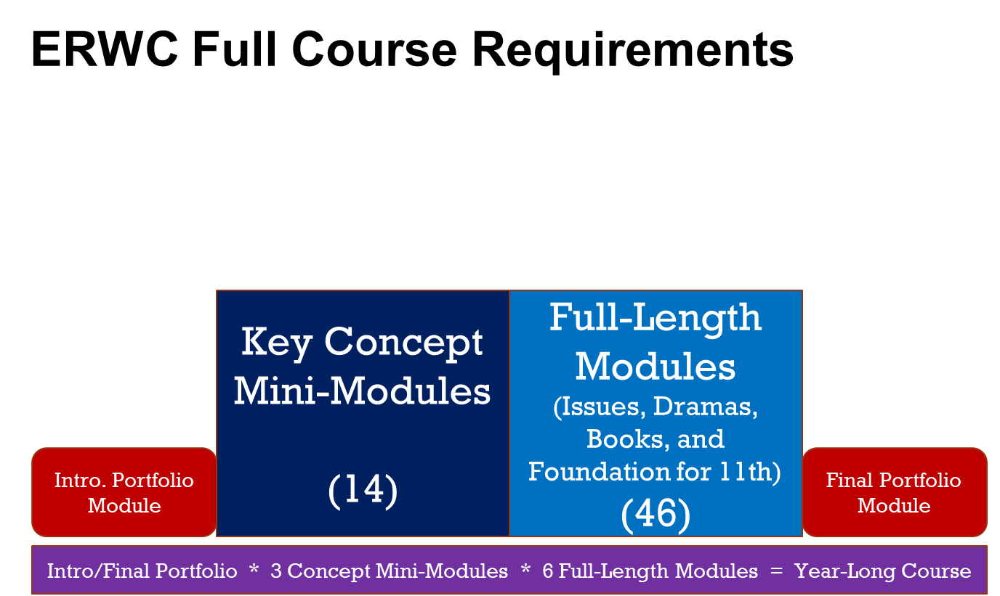 ERWC Full Course Requirements
Key Concept
Mini-Modules
(14)
Full-Length
Modules
(Issues, Dramas,
Books, and
Foundation for 11th)
(46)
Intro. Portfolio
Module
Final Portfolio
Module
Intro/Final Portfolio * 3 Concept Mini-Modules * 6 Full-Length Modules = Year-Long Course